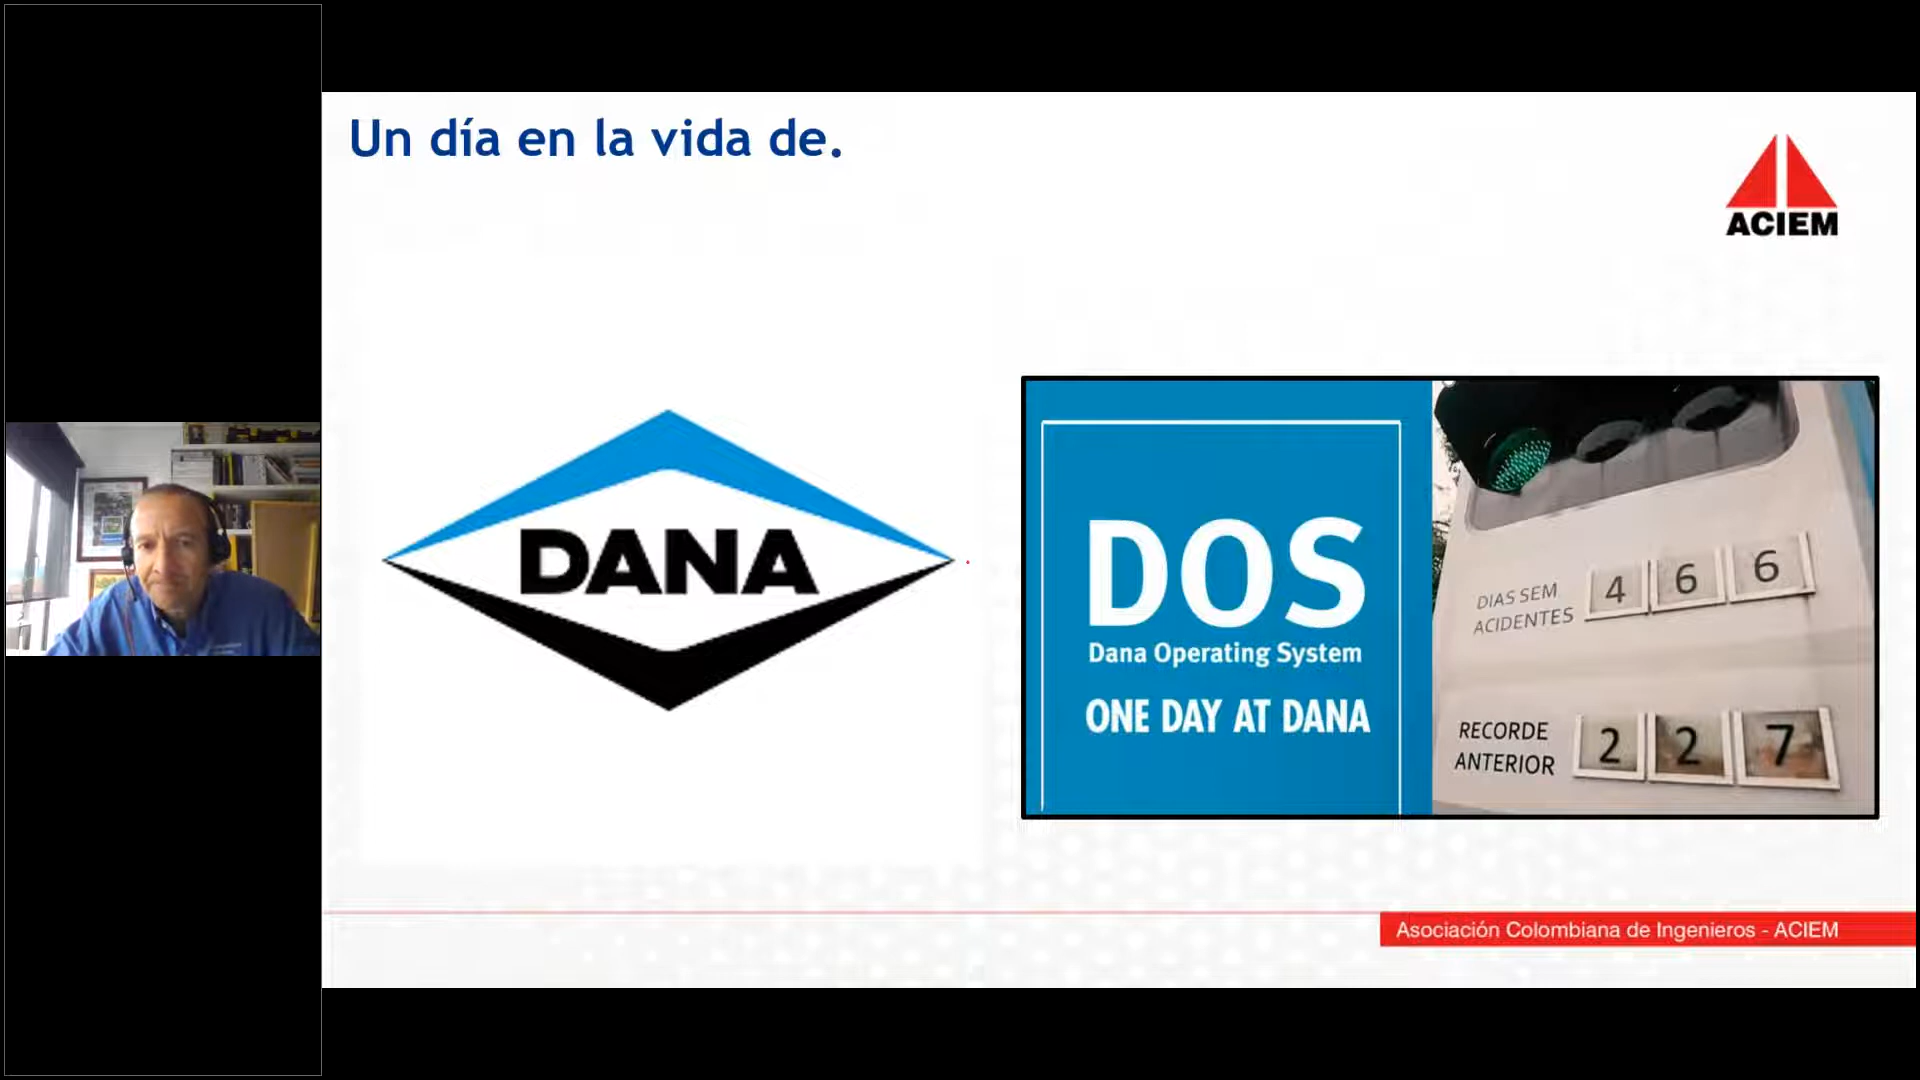 Un día en la vida de.
ACIEM
DANA
DOS
Dana Operating System
ONE DAY AT DANA
DIAS SEM
ACIDENTES
4 6 6
RECORDE
ANTERIOR
2 2 7
Asociación Colombiana de Ingenieros - ACIEM